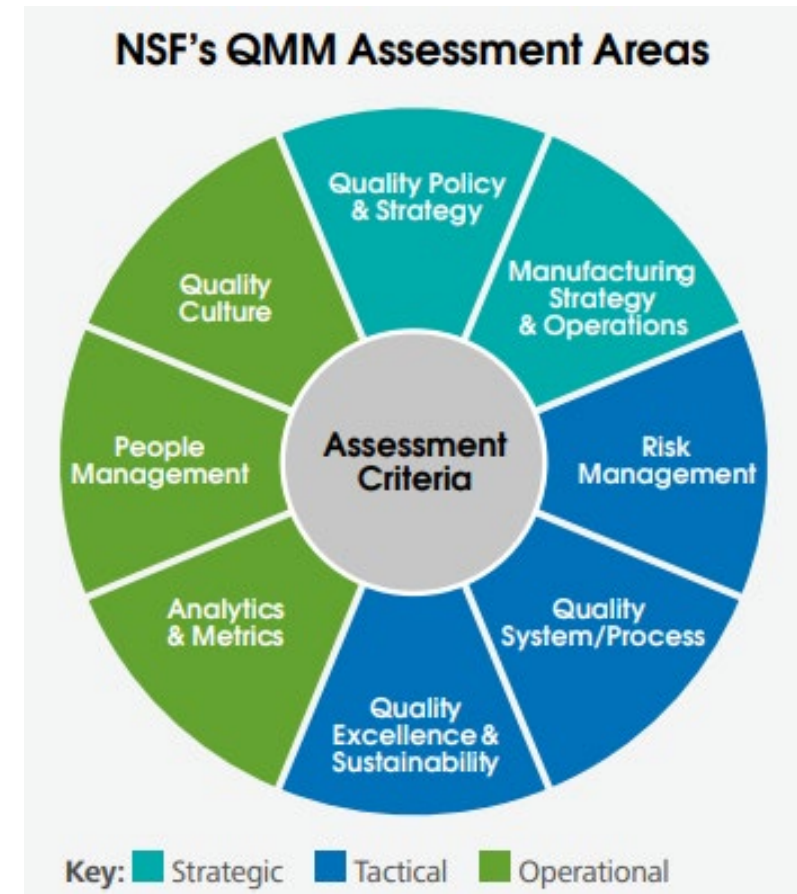 NSF's QMM Assessment Areas
Quality Policy
& Strategy
Manufacturing
Strategy
& Operations
Risk
Management
Quality
System/Process
Quality
Excellence &
Sustainability
Analytics
& Metrics
People
Management
Quality
Culture
Assessment
Criteria
Key: Strategic Tactical Operational